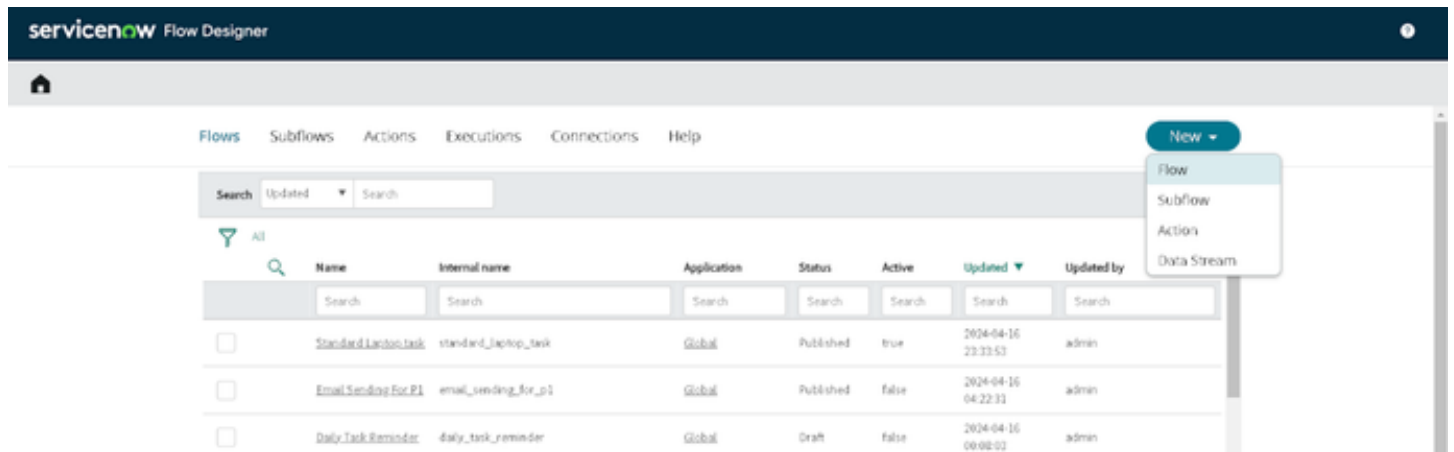 servicenow Flow Designer
Flows Subflows Actions Executions Connections Help New
Flow
Subflow
Action
Data Stream
Search Updated Search
All
Name Internal name Application Status Active Updated Updated by
Search Search Search Search Search Search Search
Standard Laptop task standard_laptop_task Global Published true 2024-04-16 23:33:53 admin
Email Sending For P1 email_sending_for_p1 Global Published false 2024-04-16 04:22:31 admin
Daily Task Reminder daily_task_reminder Global Draft false 2024-04-16 admin